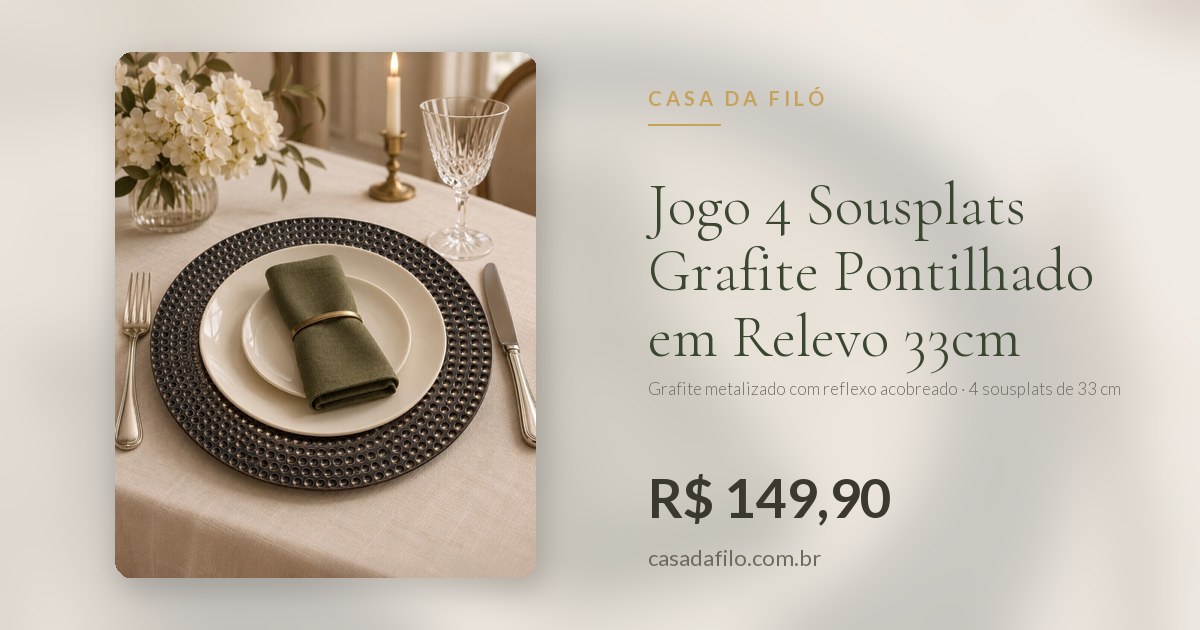 CASA DA FILÓ
Jogo 4 Sousplats
Grafite Pontilhado
em Relevo 33cm
Grafite metalizado com reflexo acobreado · 4 sousplats de 33 cm
R$ 149,90
casadafilo.com.br